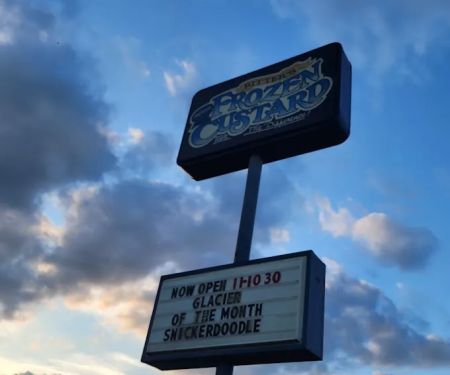 FROZEN
CUSTARD
NOW OPEN 11-10 30
GLACIER
OF THE MONTH
SNICKERDOODLE